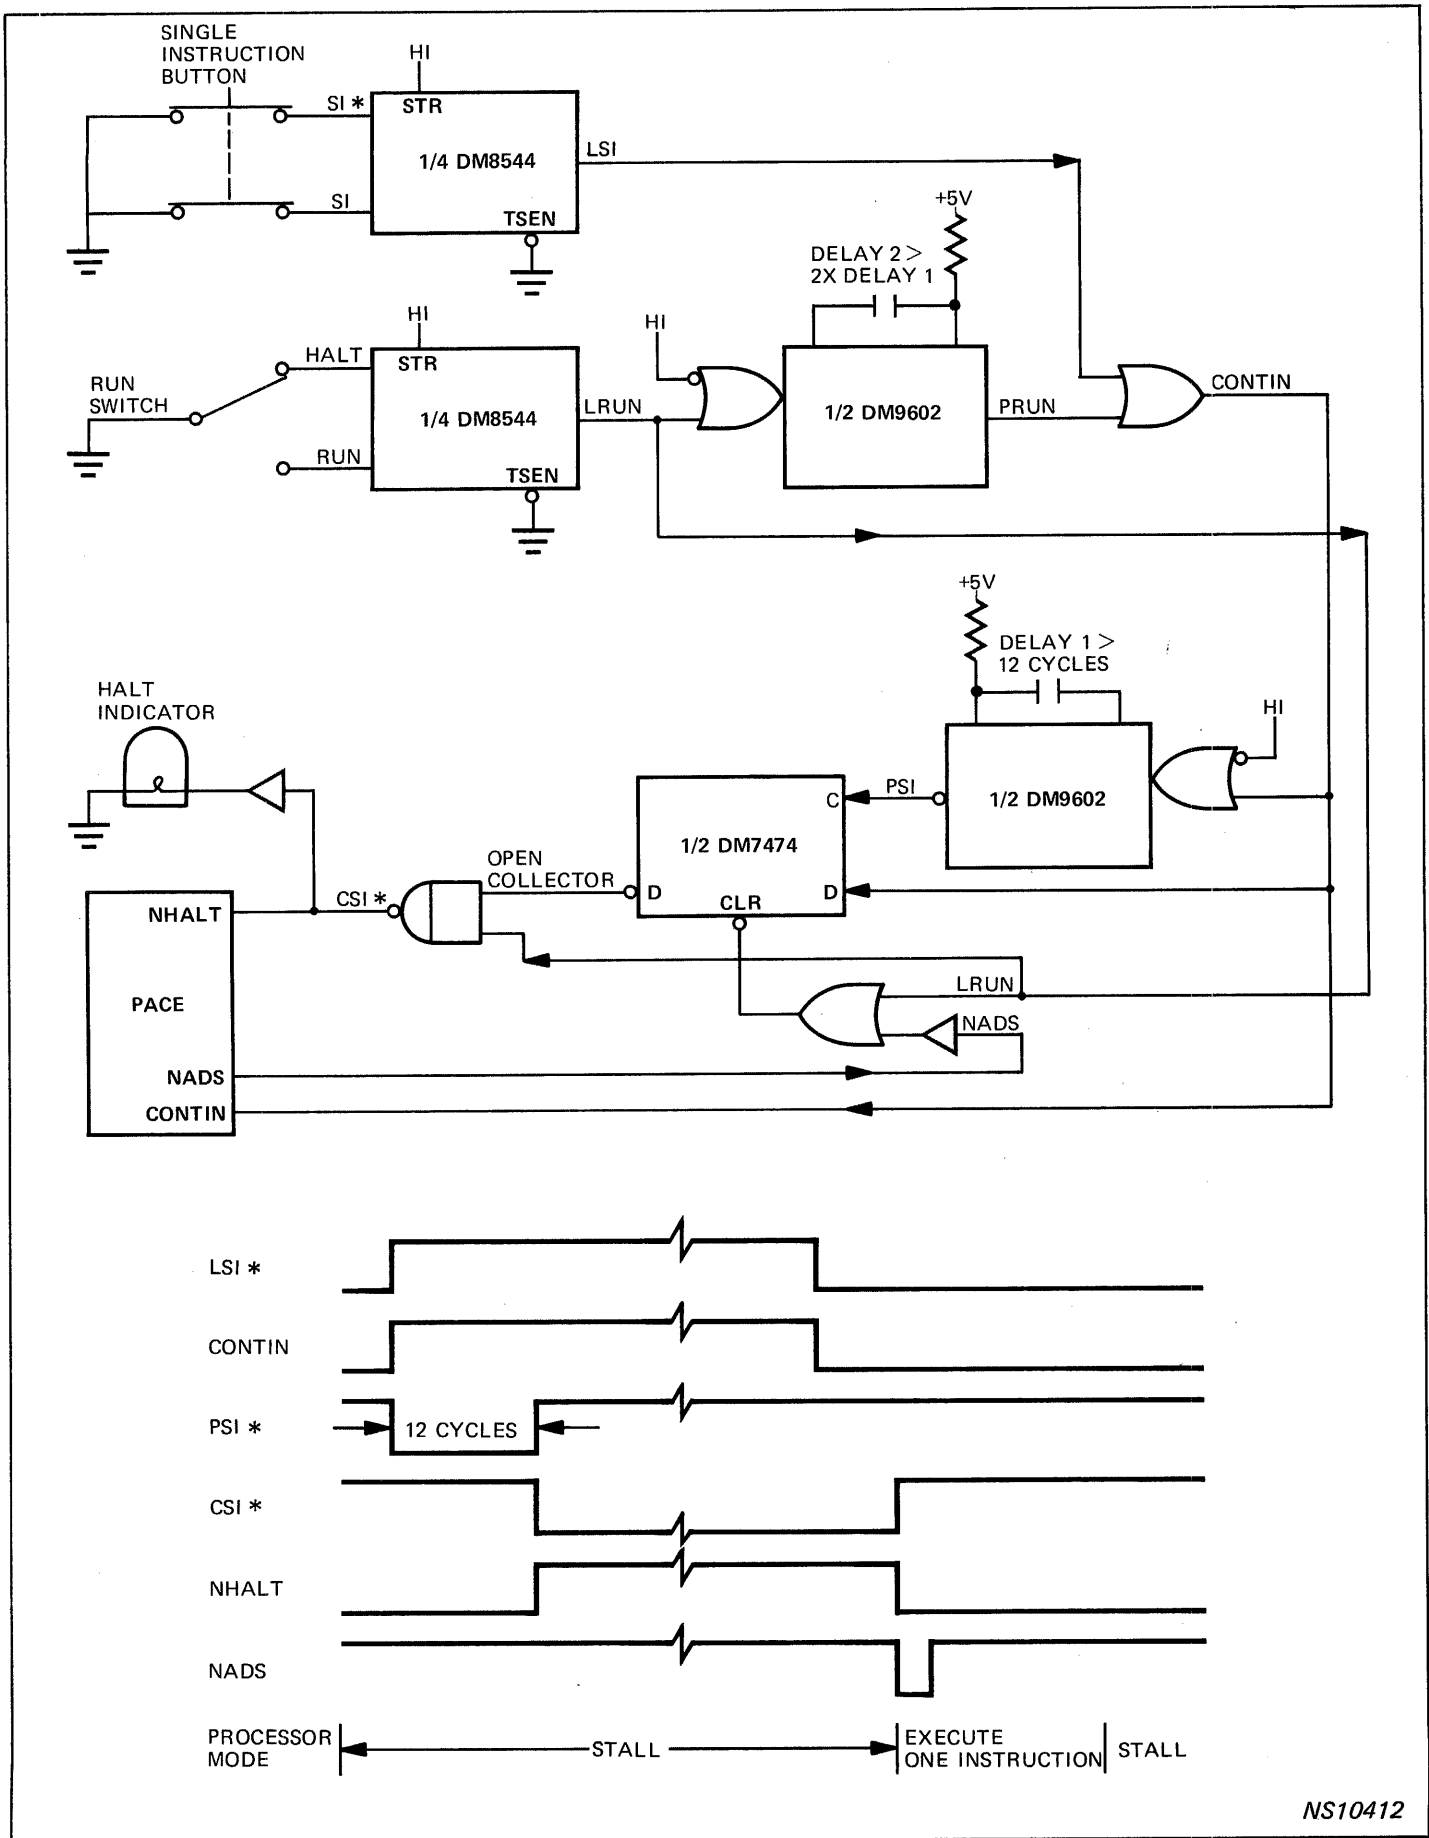 SINGLE
INSTRUCTION
BUTTON
HI
SI *
STR
1/4 DM8544
LSI
SI
TSEN
+5V
DELAY 2 >
2X DELAY 1
HI
HI
HALT
STR
RUN
SWITCH
1/4 DM8544
LRUN
1/2 DM9602
PRUN
CONTIN
RUN
TSEN
+5V
DELAY 1 >
12 CYCLES
HALT
INDICATOR
HI
PSI
C
1/2 DM9602
1/2 DM7474
OPEN
COLLECTOR
D
D
CLR
CSI *
NHALT
PACE
LRUN
NADS
NADS
CONTIN
LSI *
CONTIN
PSI *
12 CYCLES
CSI *
NHALT
NADS
PROCESSOR
MODE
STALL
EXECUTE
ONE INSTRUCTION
STALL
NS10412